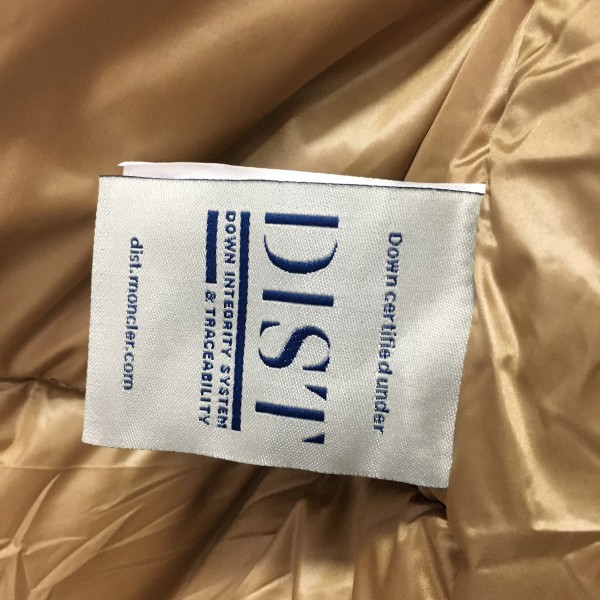 Down certified under
DIST
DOWN INTEGRITY SYSTEM
& TRACEABILITY
dist.moncler.com